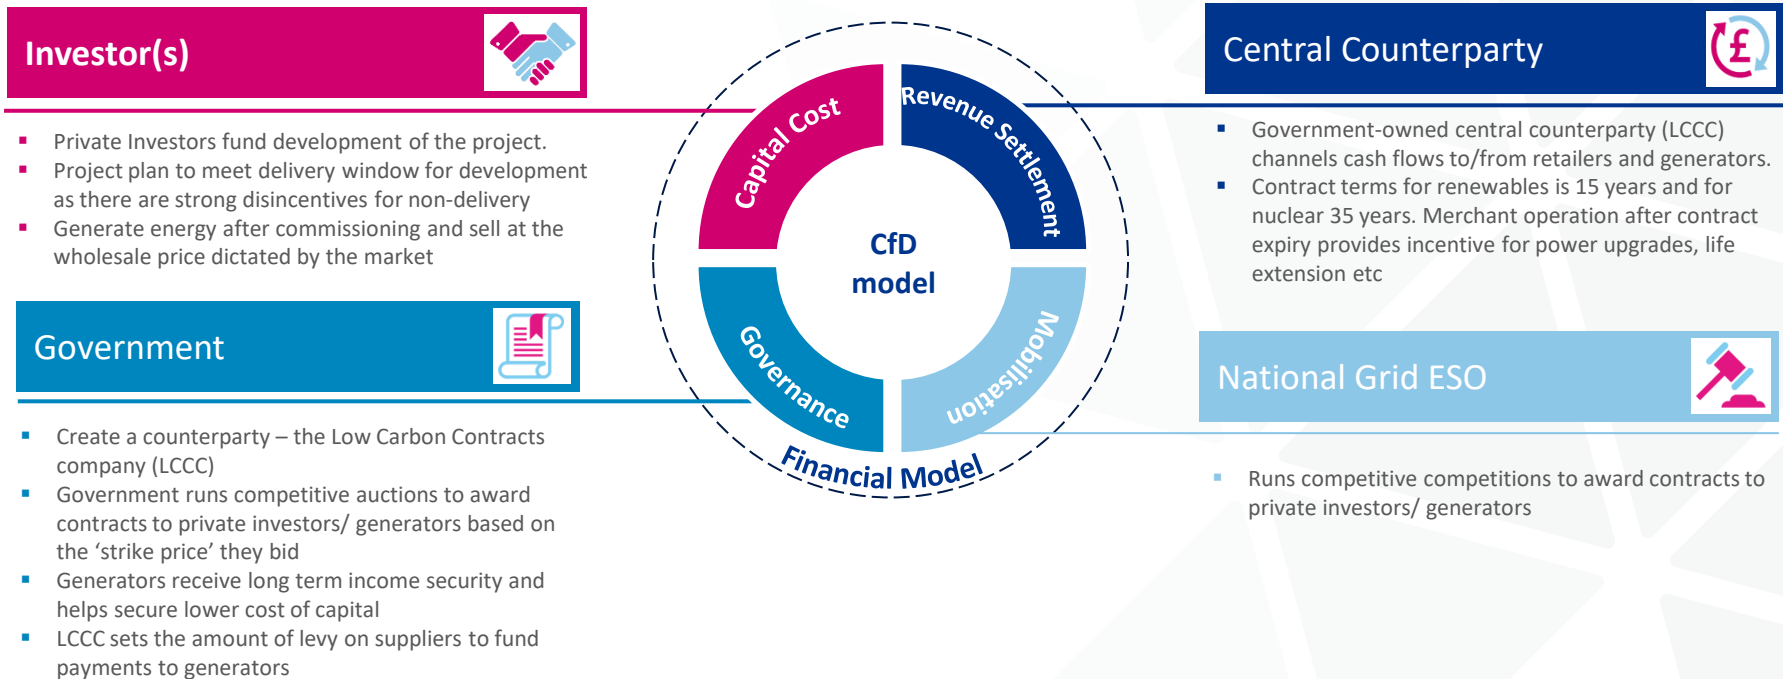 Investor(s)
▪ Private Investors fund development of the project.
▪ Project plan to meet delivery window for development
as there are strong disincentives for non-delivery
▪ Generate energy after commissioning and sell at the
wholesale price dictated by the market
Government
▪ Create a counterparty – the Low Carbon Contracts
company (LCCC)
▪ Government runs competitive auctions to award
contracts to private investors/ generators based on
the ‘strike price’ they bid
▪ Generators receive long term income security and
helps secure lower cost of capital
▪ LCCC sets the amount of levy on suppliers to fund
payments to generators
Capital Cost
Revenue Settlement
CfD
model
Governance
Mobilisation
Financial Model
Central Counterparty
£
▪ Government-owned central counterparty (LCCC)
channels cash flows to/from retailers and generators.
▪ Contract terms for renewables is 15 years and for
nuclear 35 years. Merchant operation after contract
expiry provides incentive for power upgrades, life
extension etc
National Grid ESO
▪ Runs competitive competitions to award contracts to
private investors/ generators